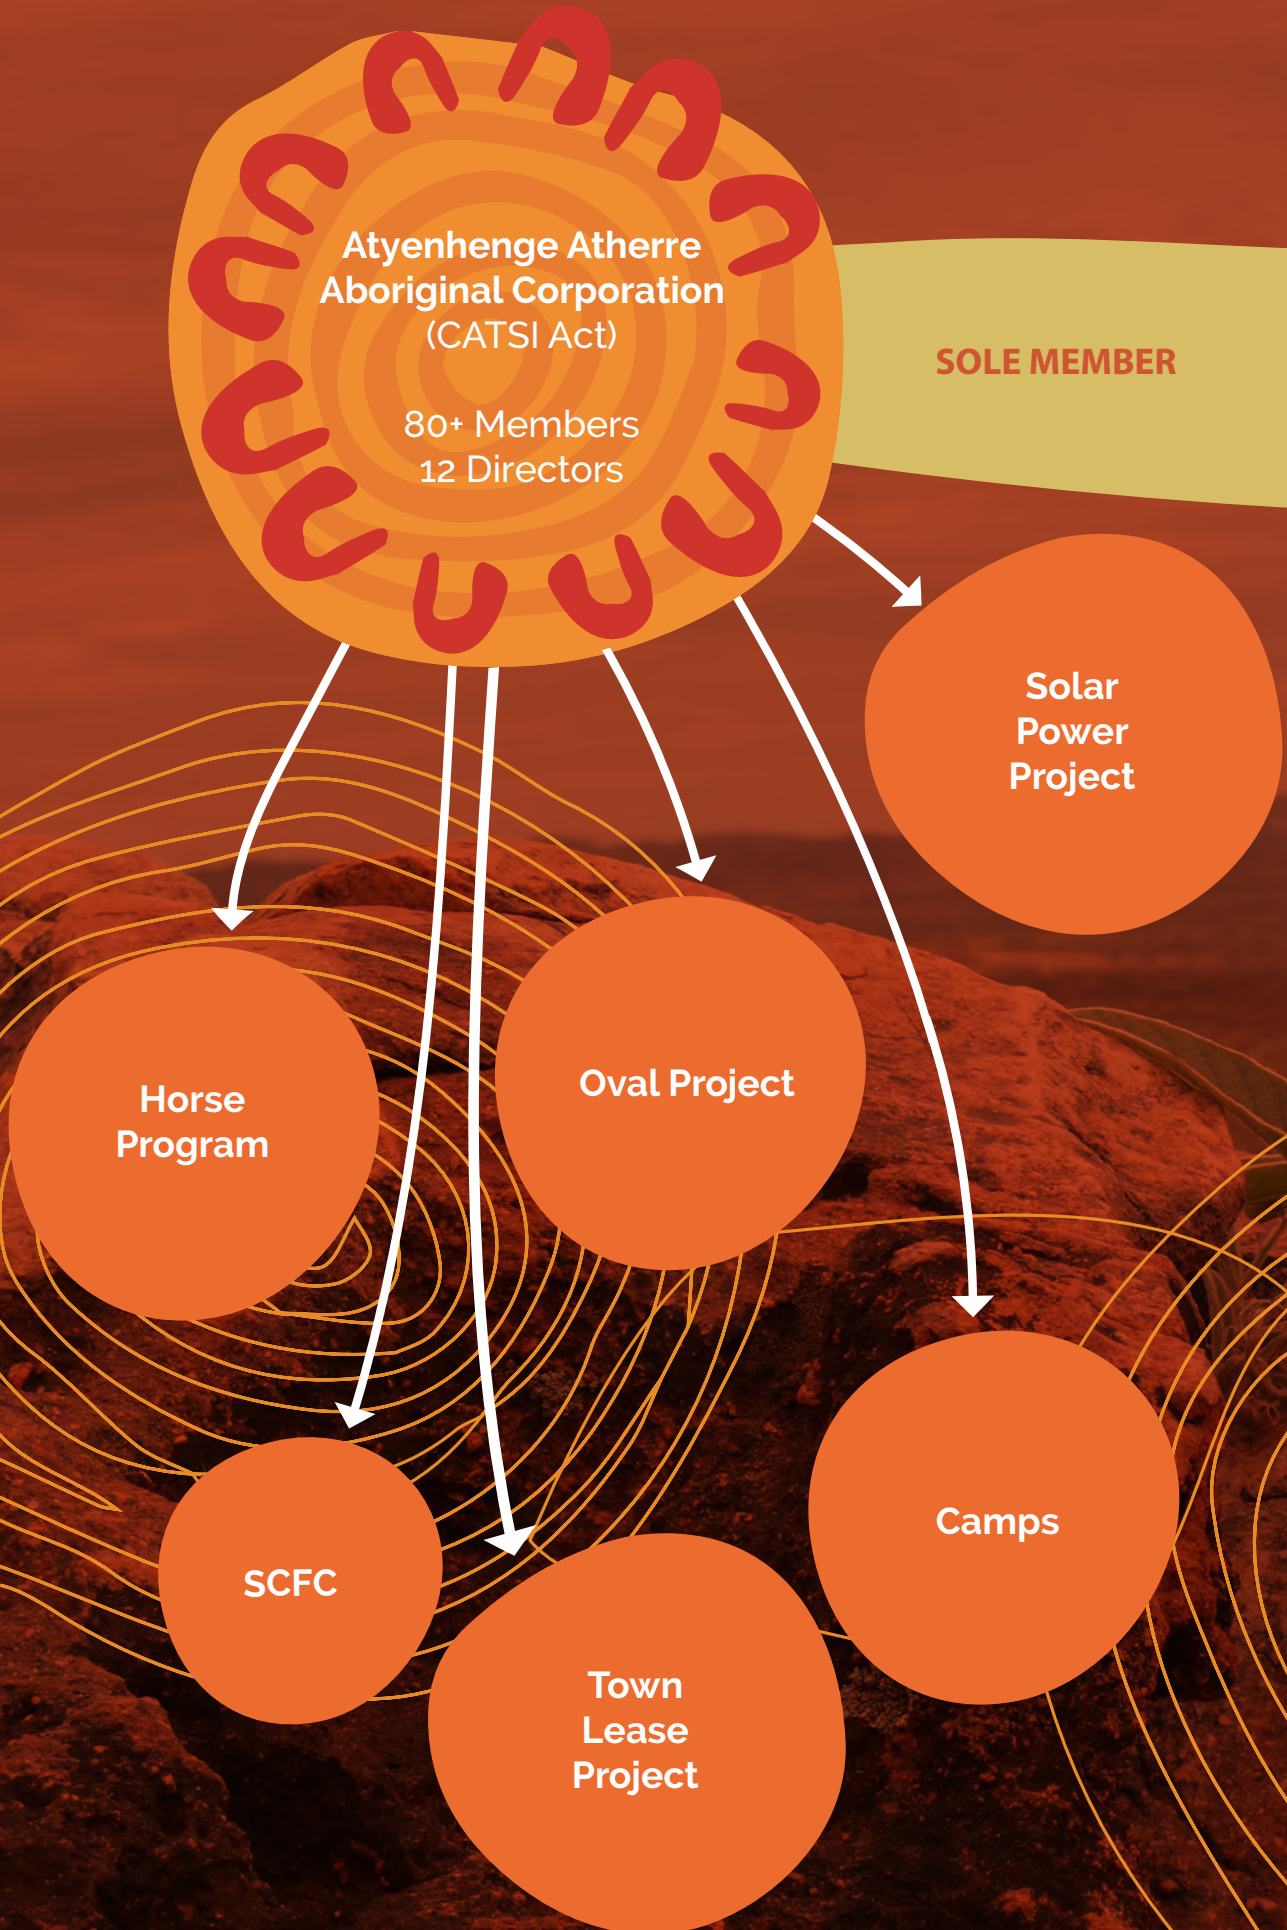 Atyenhenge Atherre
Aboriginal Corporation
(CATSI Act)
80+ Members
12 Directors
SOLE MEMBER
Solar
Power
Project
Horse
Program
Oval Project
SCFC
Camps
Town
Lease
Project